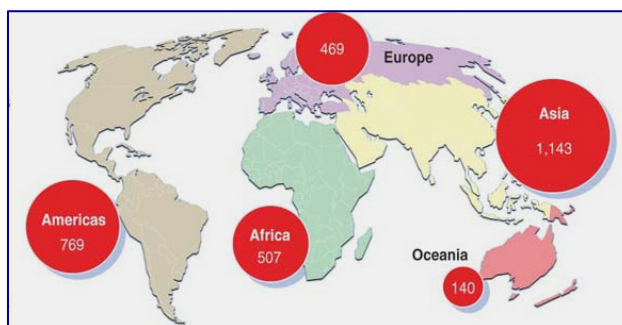 469
Europe
Asia
1,143
Americas
769
Africa
507
Oceania
140